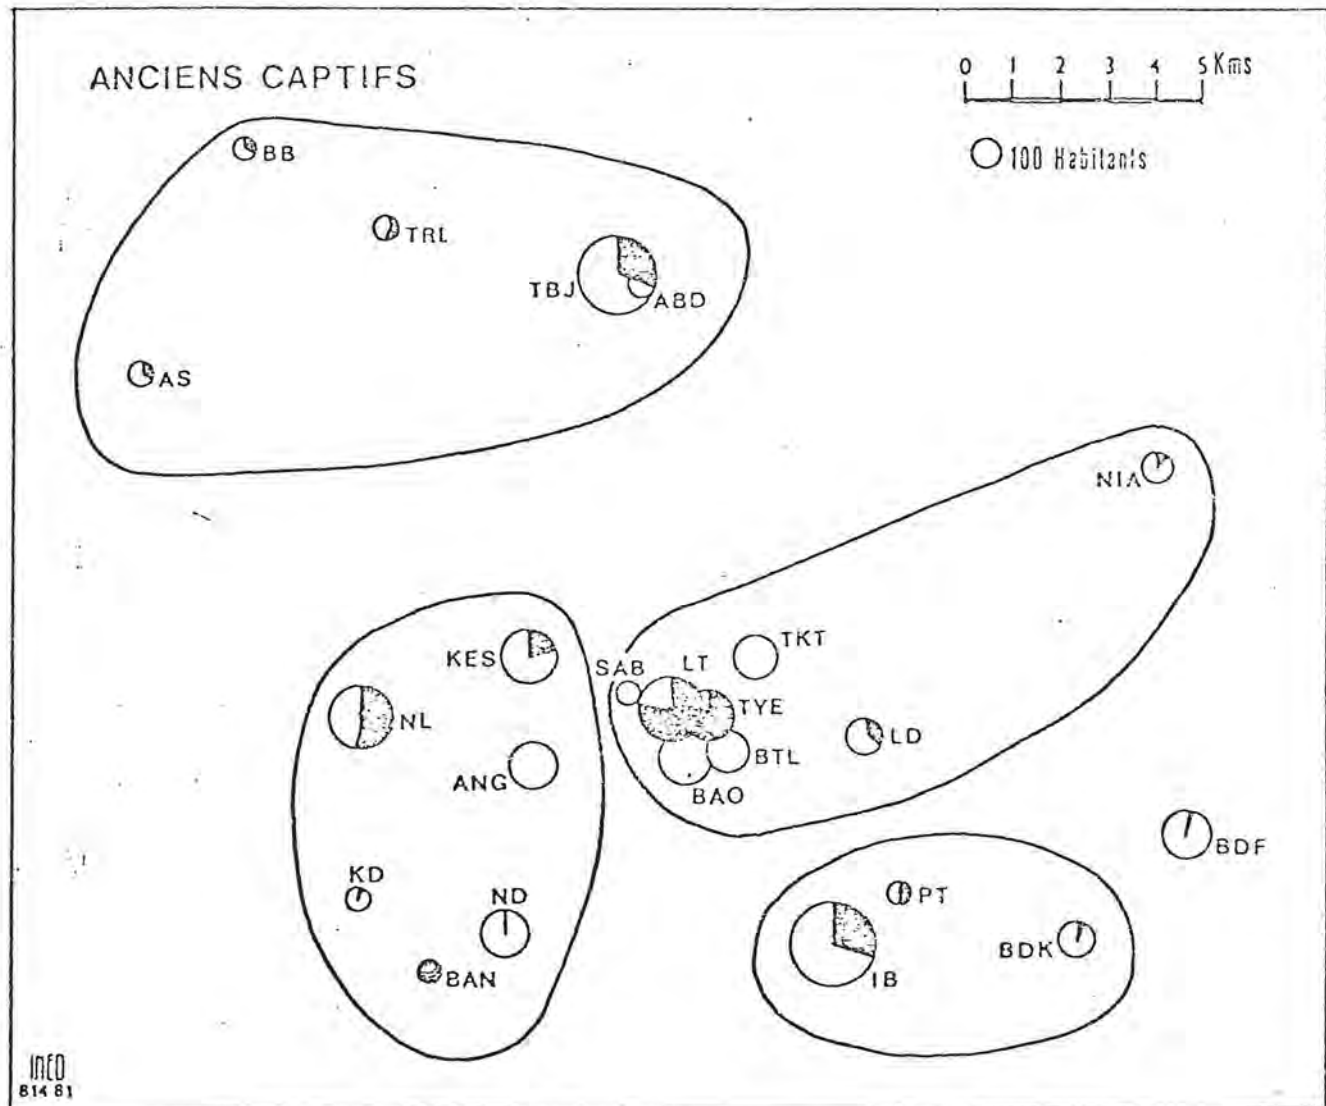 ANCIENS CAPTIFS
0 1 2 3 4 5 Kms
100 Habitants
BB
TRL
TBJ
ABD
AS
NIA
KES
SAB
LT
TKT
NL
TYE
LD
ANG
BTL
BAO
BDF
KD
ND
PT
BDK
BAN
IB
INED
814 81